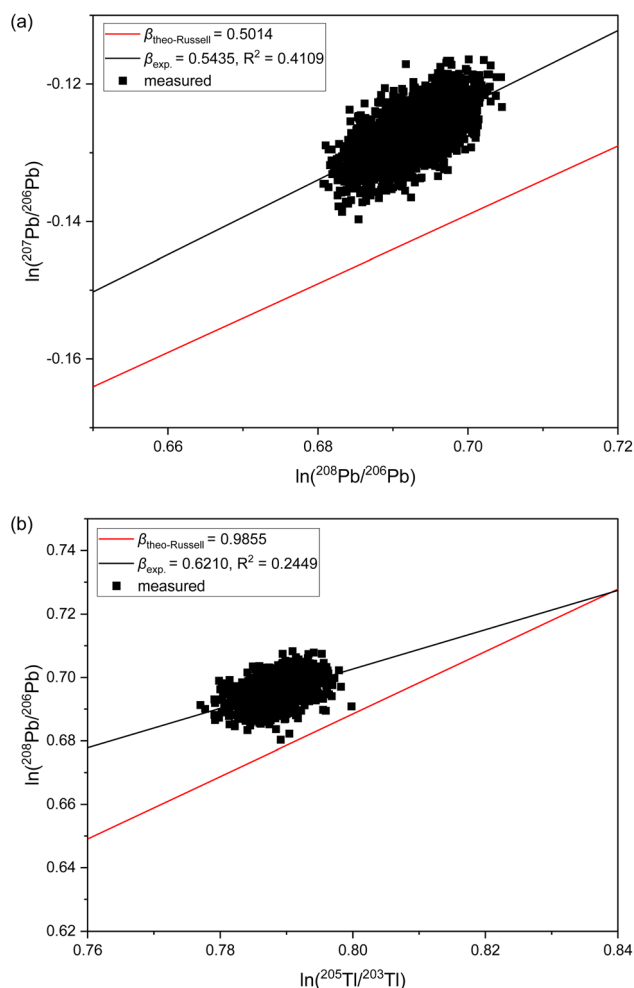 (a)
βtheo-Russell = 0.5014
βexp. = 0.5435, R² = 0.4109
measured
-0.12
-0.14
-0.16
ln(²⁰⁷Pb/²⁰⁶Pb)
0.66
0.68
0.70
0.72
ln(²⁰⁸Pb/²⁰⁶Pb)
(b)
βtheo-Russell = 0.9855
βexp. = 0.6210, R² = 0.2449
measured
0.74
0.72
0.70
0.68
0.66
0.64
0.62
ln(²⁰⁸Pb/²⁰⁶Pb)
0.76
0.78
0.80
0.82
0.84
ln(²⁰⁵Tl/²⁰³Tl)